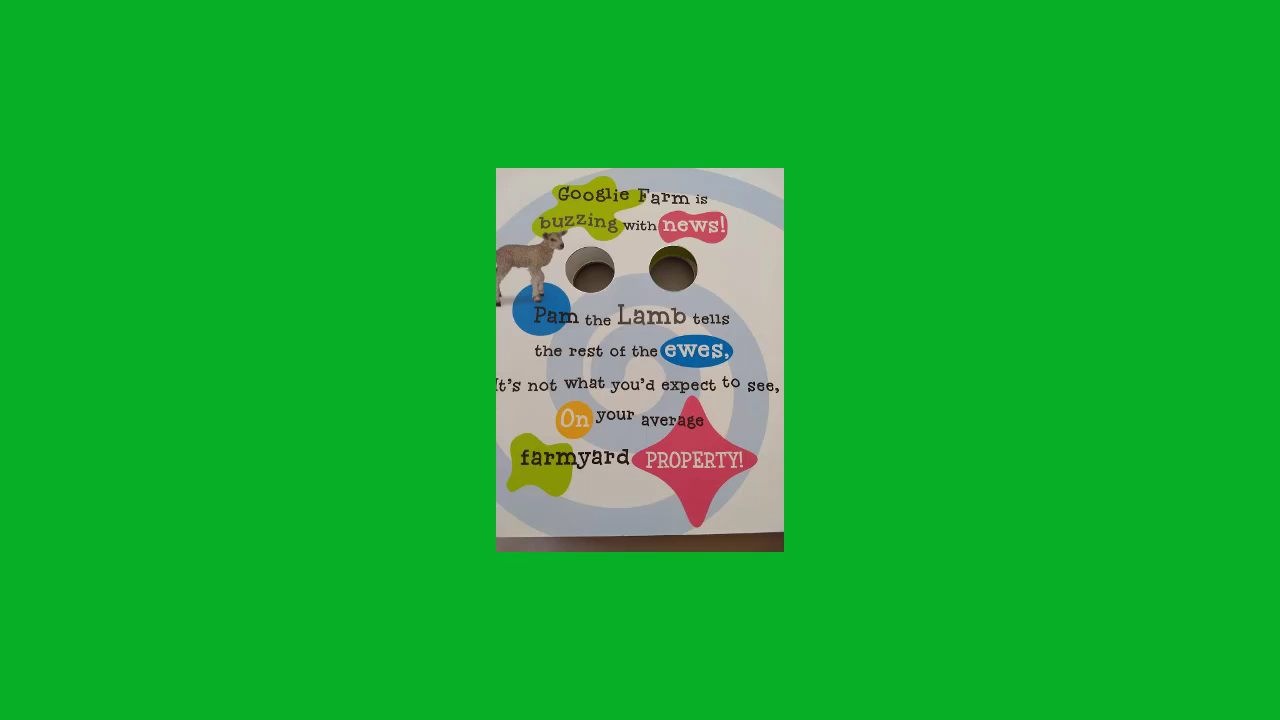 Googlie Farm is
buzzing with news!
Pam the Lamb tells
the rest of the ewes,
It's not what you'd expect to see,
On your average
farmyard PROPERTY!